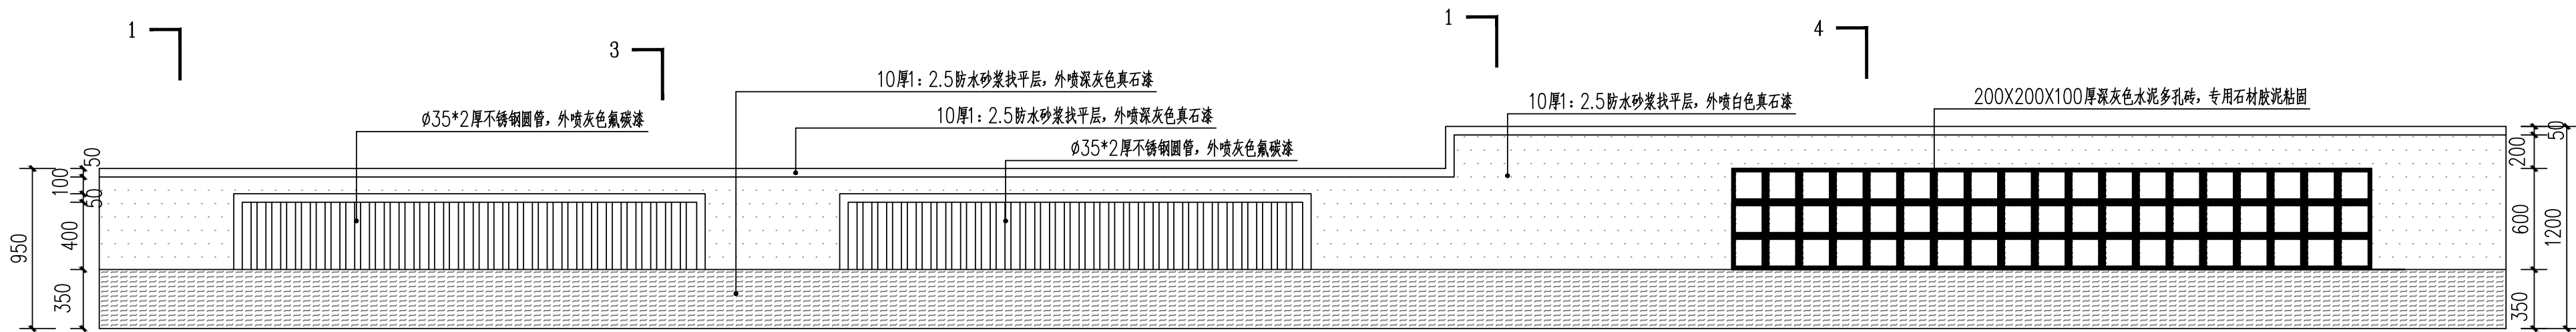 1
3
1
4
10厚1：2.5防水砂浆找平层，外喷深灰色真石漆
Ø35*2厚不锈钢圆管，外喷灰色氟碳漆
10厚1：2.5防水砂浆找平层，外喷深灰色真石漆
Ø35*2厚不锈钢圆管，外喷灰色氟碳漆
10厚1：2.5防水砂浆找平层，外喷白色真石漆
200X200X100厚深灰色水泥多孔砖，专用石材胶泥粘固
50
100
50
400
350
950
50
200
600
350
1200